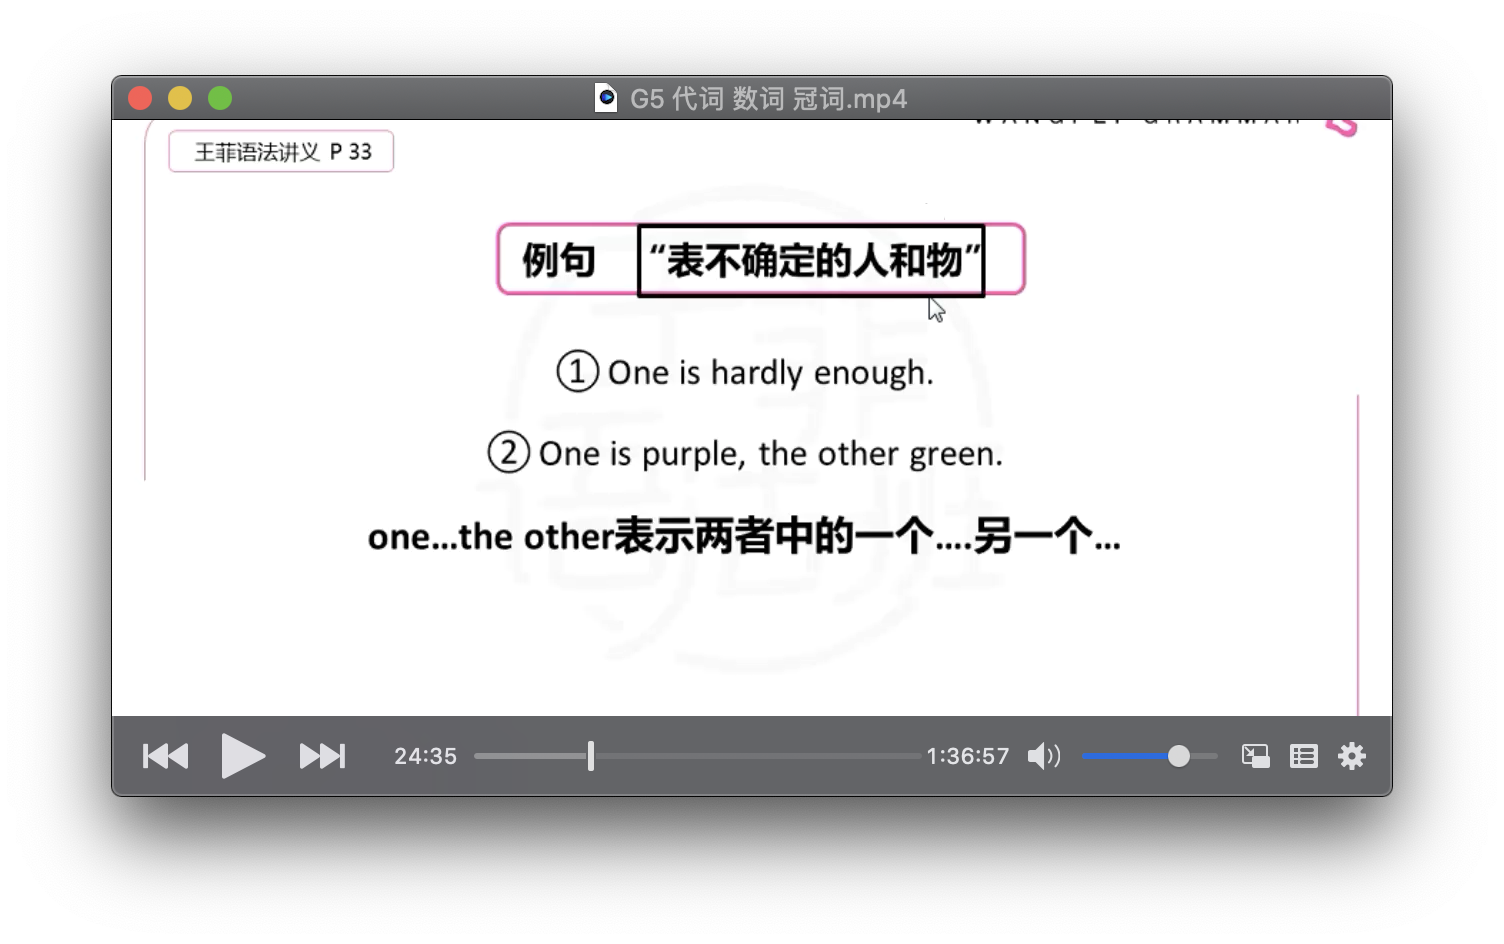 G5 代词 数词 冠词.mp4
WANGFEI GRAMMAR
王菲语法讲义 P 33
例句 “表不确定的人和物”
① One is hardly enough.
② One is purple, the other green.
one...the other表示两者中的一个....另一个...
24:35 1:36:57